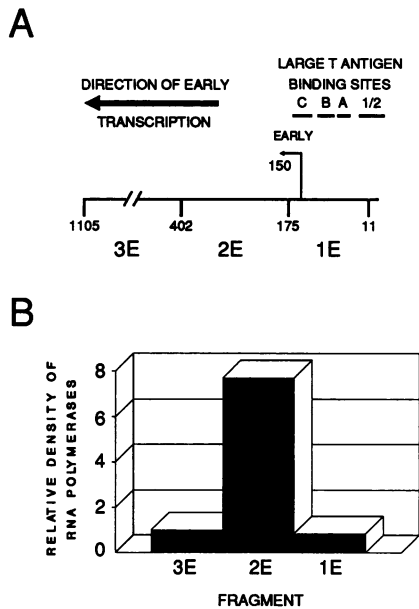 A
LARGE T ANTIGEN
DIRECTION OF EARLY
BINDING SITES
C B A 1/2
TRANSCRIPTION
EARLY
150
1105 402 175 11
3E 2E 1E
B
RELATIVE DENSITY OF
RNA POLYMERASES
8
6
4
2
0
3E 2E 1E
FRAGMENT